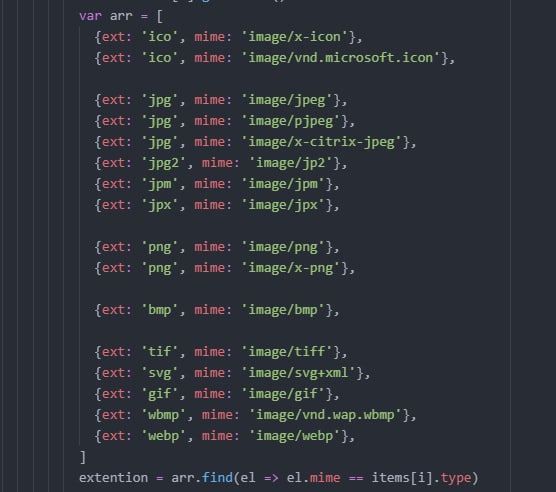 var arr = [
{ext: 'ico', mime: 'image/x-icon'},
{ext: 'ico', mime: 'image/vnd.microsoft.icon'},
{ext: 'jpg', mime: 'image/jpeg'},
{ext: 'jpg', mime: 'image/pjpeg'},
{ext: 'jpg', mime: 'image/x-citrix-jpeg'},
{ext: 'jpg2', mime: 'image/jp2'},
{ext: 'jpm', mime: 'image/jpm'},
{ext: 'jpx', mime: 'image/jpx'},
{ext: 'png', mime: 'image/png'},
{ext: 'png', mime: 'image/x-png'},
{ext: 'bmp', mime: 'image/bmp'},
{ext: 'tif', mime: 'image/tiff'},
{ext: 'svg', mime: 'image/svg+xml'},
{ext: 'gif', mime: 'image/gif'},
{ext: 'wbmp', mime: 'image/vnd.wap.wbmp'},
{ext: 'webp', mime: 'image/webp'},
]
extention = arr.find(el => el.mime == items[i].type)